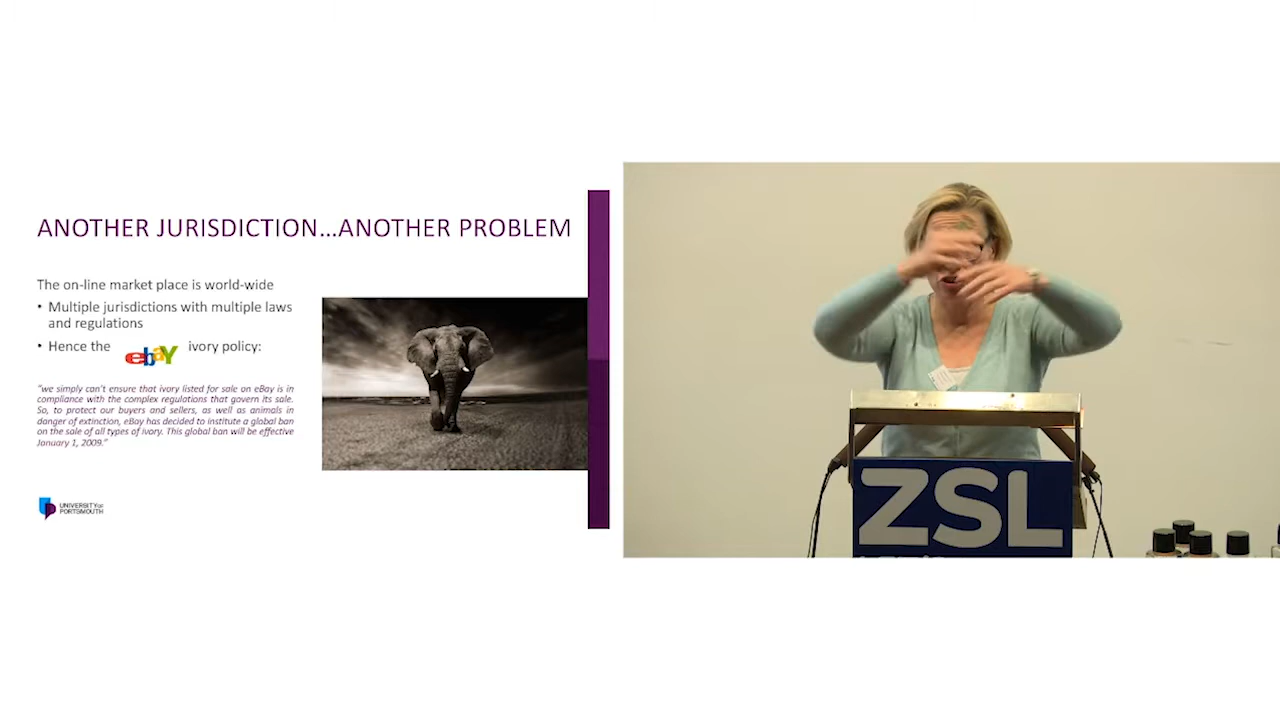 ANOTHER JURISDICTION...ANOTHER PROBLEM
The on-line market place is world-wide
• Multiple jurisdictions with multiple laws
and regulations
• Hence the ebaY ivory policy:
"we simply can't ensure that ivory listed for sale on eBay is in
compliance with the complex regulations that govern its sale.
So, to protect our buyers and sellers, as well as animals in
danger of extinction, eBay has decided to institute a global ban
on the sale of all types of ivory. This global ban will be effective
January 1, 2009."
UNIVERSITY OF
PORTSMOUTH
ZSL